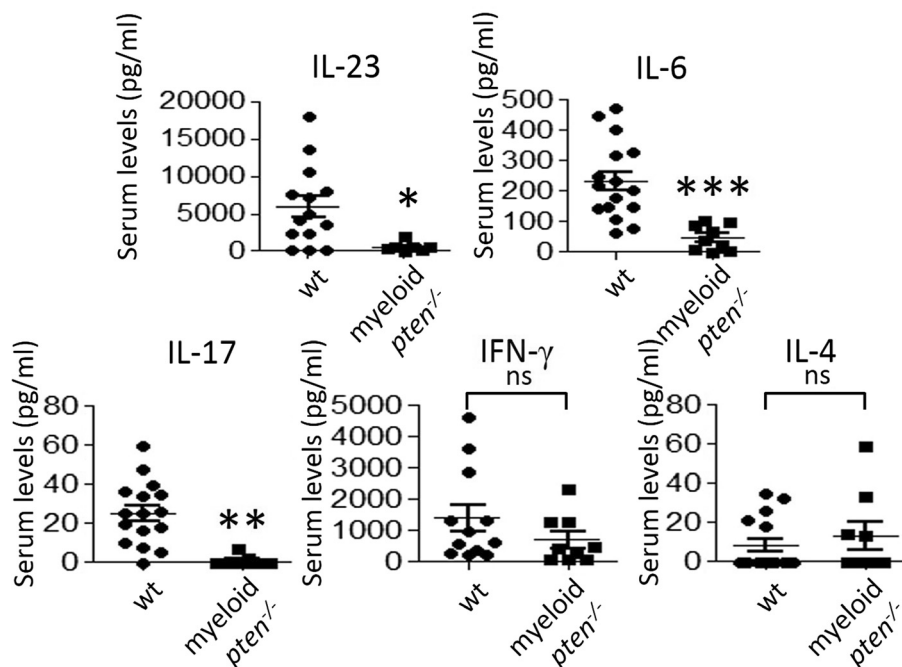 IL-23
Serum levels (pg/ml)
20000
15000
10000
5000
0
*
wt
myeloid
pten-/-
IL-6
Serum levels (pg/ml)
500
400
300
200
100
0
***
wt
myeloid
pten-/-
IL-17
Serum levels (pg/ml)
80
60
40
20
0
**
wt
myeloid
pten-/-
IFN-γ
ns
Serum levels (pg/ml)
5000
4000
3000
2000
1000
0
wt
myeloid
pten-/-
IL-4
ns
Serum levels (pg/ml)
80
60
40
20
0
wt
myeloid
pten-/-